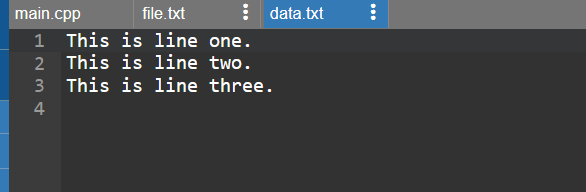 main.cpp file.txt data.txt
1 This is line one.
2 This is line two.
3 This is line three.
4